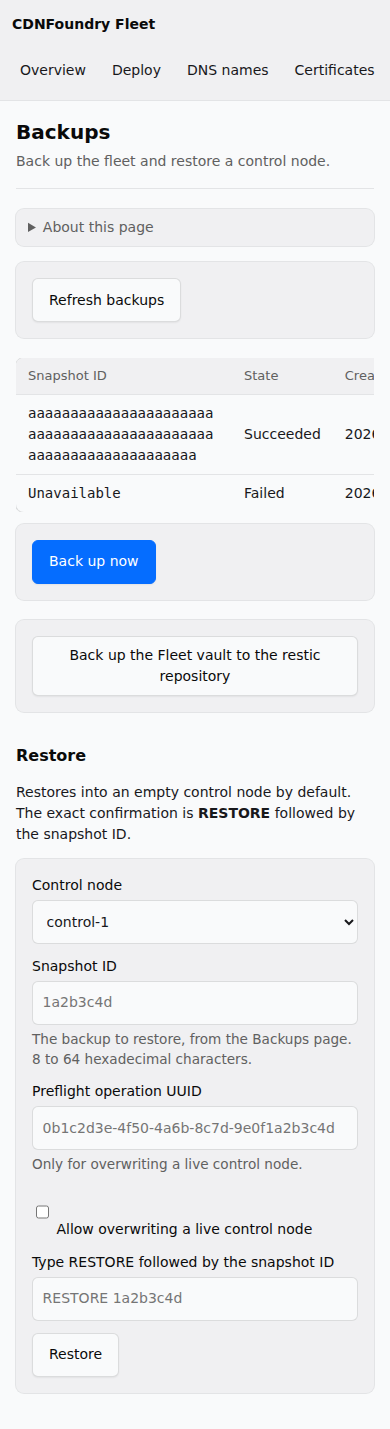 CDNFoundry Fleet
Overview Deploy DNS names Certificates
Backups
Back up the fleet and restore a control node.
About this page
Refresh backups
Snapshot ID State Crea
aaaaaaaaaaaaaaaaaaaaaa
aaaaaaaaaaaaaaaaaaaaaa Succeeded 2026
aaaaaaaaaaaaaaaaaaaa
Unavailable Failed 2026
Back up now
Back up the Fleet vault to the restic
repository
Restore
Restores into an empty control node by default.
The exact confirmation is RESTORE followed by
the snapshot ID.
Control node
control-1
Snapshot ID
1a2b3c4d
The backup to restore, from the Backups page.
8 to 64 hexadecimal characters.
Preflight operation UUID
0b1c2d3e-4f50-4a6b-8c7d-9e0f1a2b3c4d
Only for overwriting a live control node.
Allow overwriting a live control node
Type RESTORE followed by the snapshot ID
RESTORE 1a2b3c4d
Restore